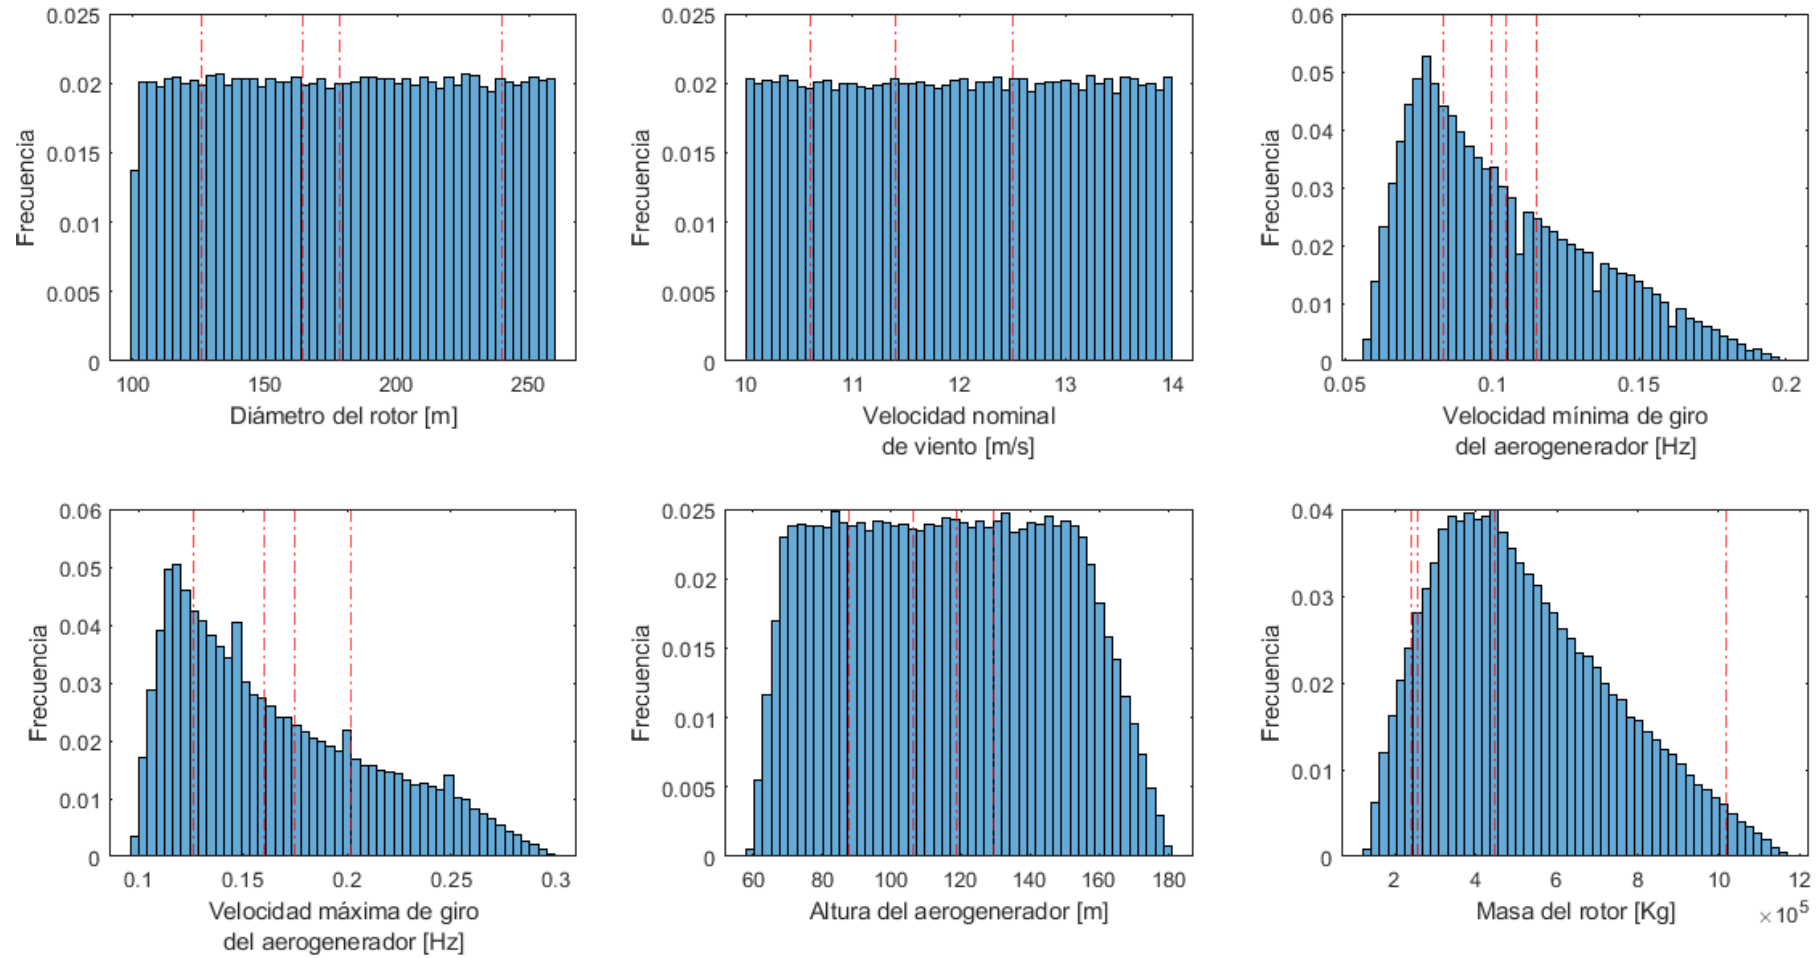 0.025
0.02
0.015
0.01
0.005
0
Frecuencia
100 150 200 250
Diámetro del rotor [m]
0.025
0.02
0.015
0.01
0.005
0
Frecuencia
10 11 12 13 14
Velocidad nominal
de viento [m/s]
0.06
0.05
0.04
0.03
0.02
0.01
0
Frecuencia
0.05 0.1 0.15 0.2
Velocidad mínima de giro
del aerogenerador [Hz]
0.06
0.05
0.04
0.03
0.02
0.01
0
Frecuencia
0.1 0.15 0.2 0.25 0.3
Velocidad máxima de giro
del aerogenerador [Hz]
0.025
0.02
0.015
0.01
0.005
0
Frecuencia
60 80 100 120 140 160 180
Altura del aerogenerador [m]
0.04
0.03
0.02
0.01
0
Frecuencia
2 4 6 8 10 12
Masa del rotor [Kg]
×10⁵